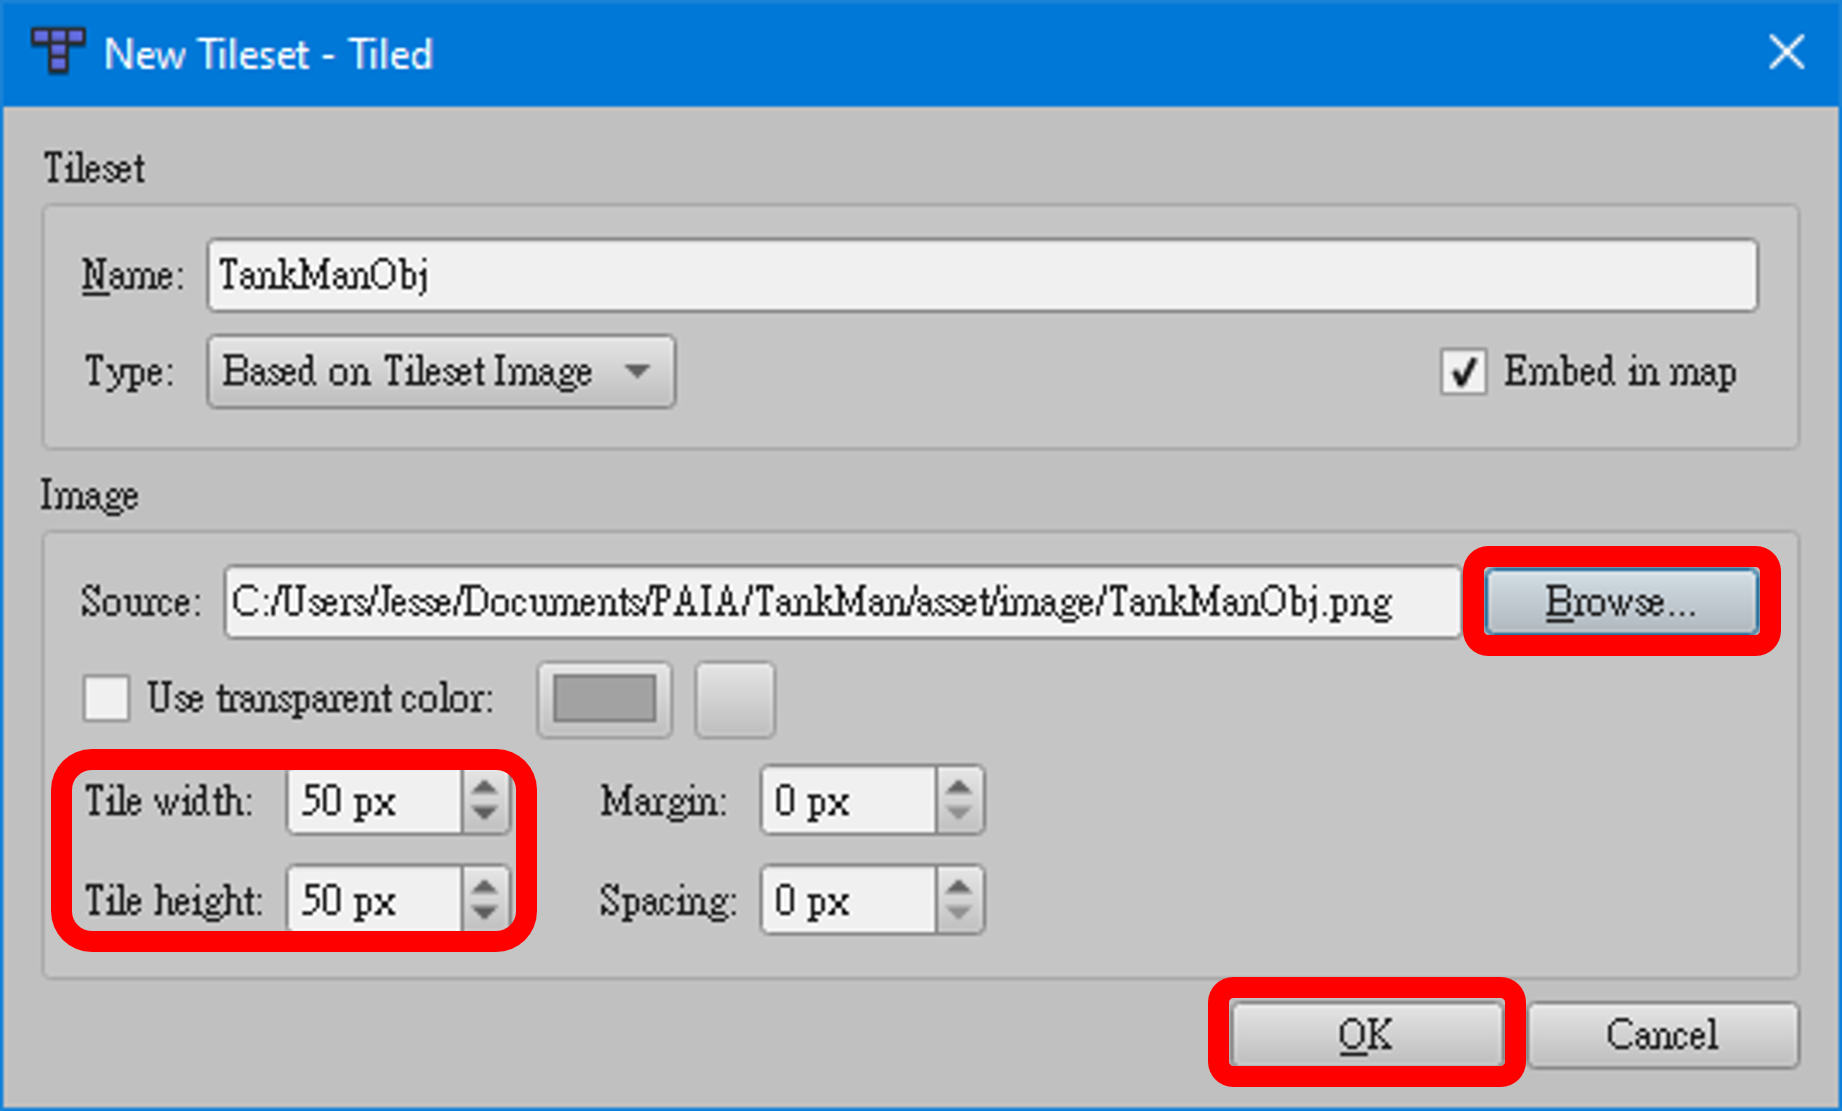 New Tileset - Tiled
Tileset
Name: TankManObj
Type: Based on Tileset Image Embed in map
Image
Source: C:/Users/Jesse/Documents/PAIA/TankMan/asset/image/TankManObj.png Browse...
Use transparent color:
Tile width: 50 px Margin: 0 px
Tile height: 50 px Spacing: 0 px
OK Cancel